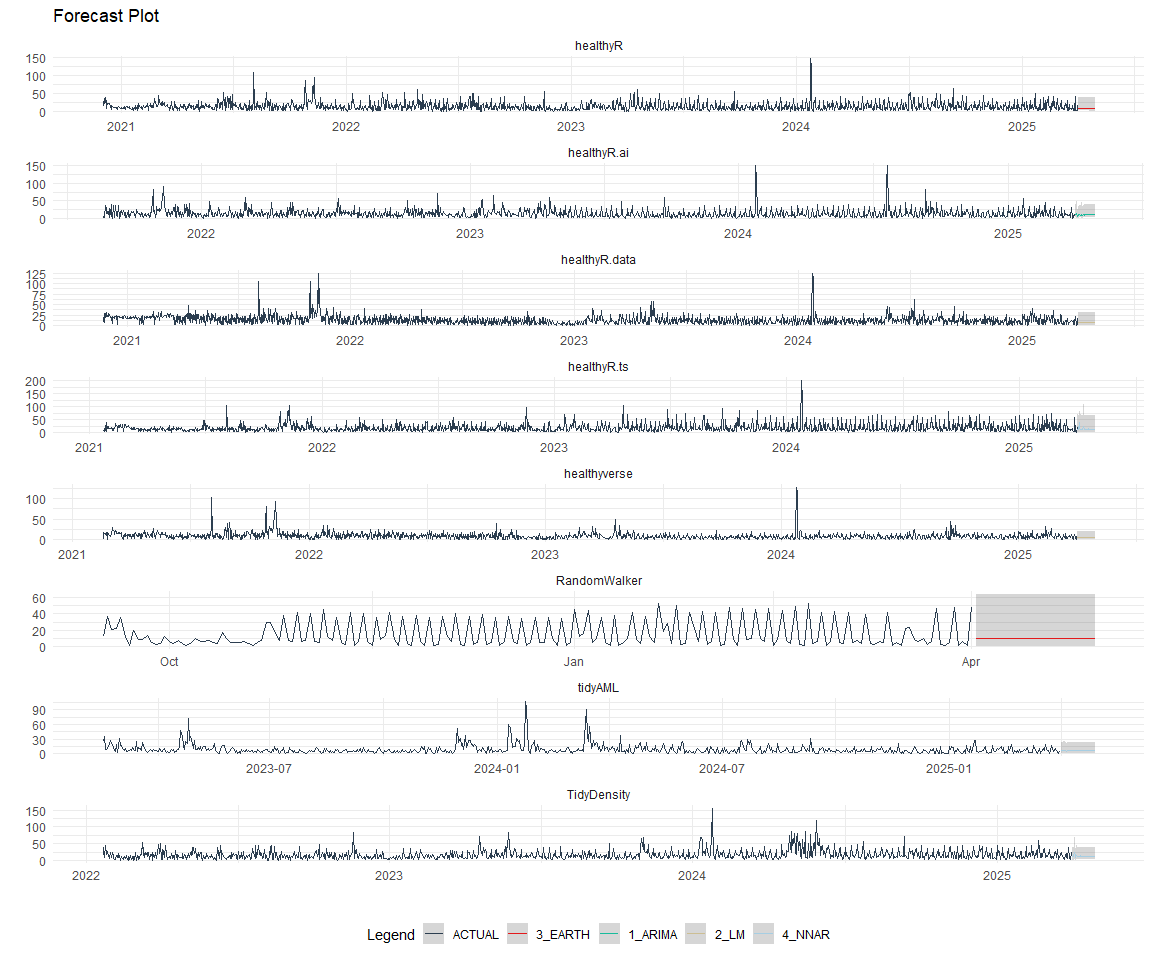 Forecast Plot
healthyR
150
100
50
0
2021 2022 2023 2024 2025
healthyR.ai
150
100
50
0
2022 2023 2024 2025
healthyR.data
125
100
75
50
25
0
2021 2022 2023 2024 2025
healthyR.ts
200
150
100
50
0
2021 2022 2023 2024 2025
healthyverse
100
50
0
2021 2022 2023 2024 2025
RandomWalker
60
40
20
0
Oct Jan Apr
tidyAML
90
60
30
0
2023-07 2024-01 2024-07 2025-01
TidyDensity
150
100
50
0
2022 2023 2024 2025
Legend ACTUAL 3_EARTH 1_ARIMA 2_LM 4_NNAR